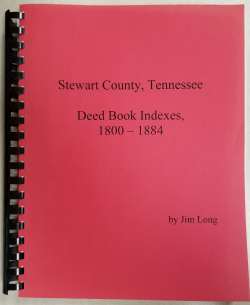 Stewart County, Tennessee
Deed Book Indexes,
1800 – 1884
by Jim Long